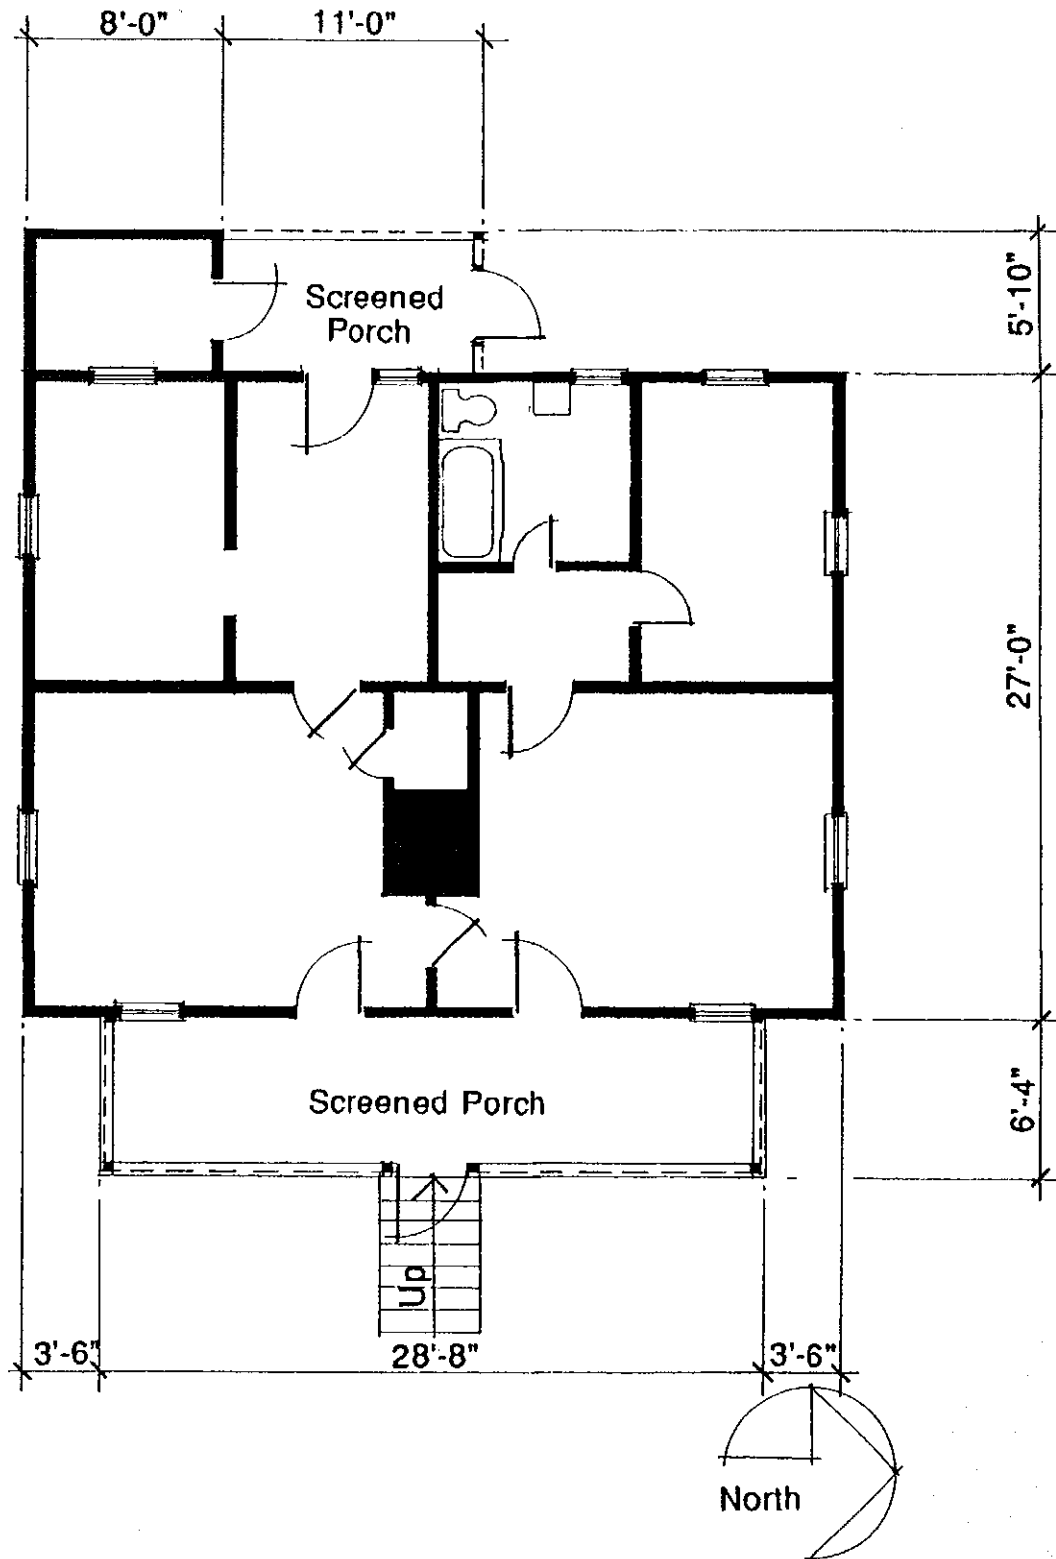 8'-0"
11'-0"
Screened
Porch
5'-10"
27'-0"
Screened Porch
6'-4"
Up
3'-6"
28'-8"
3'-6"
North